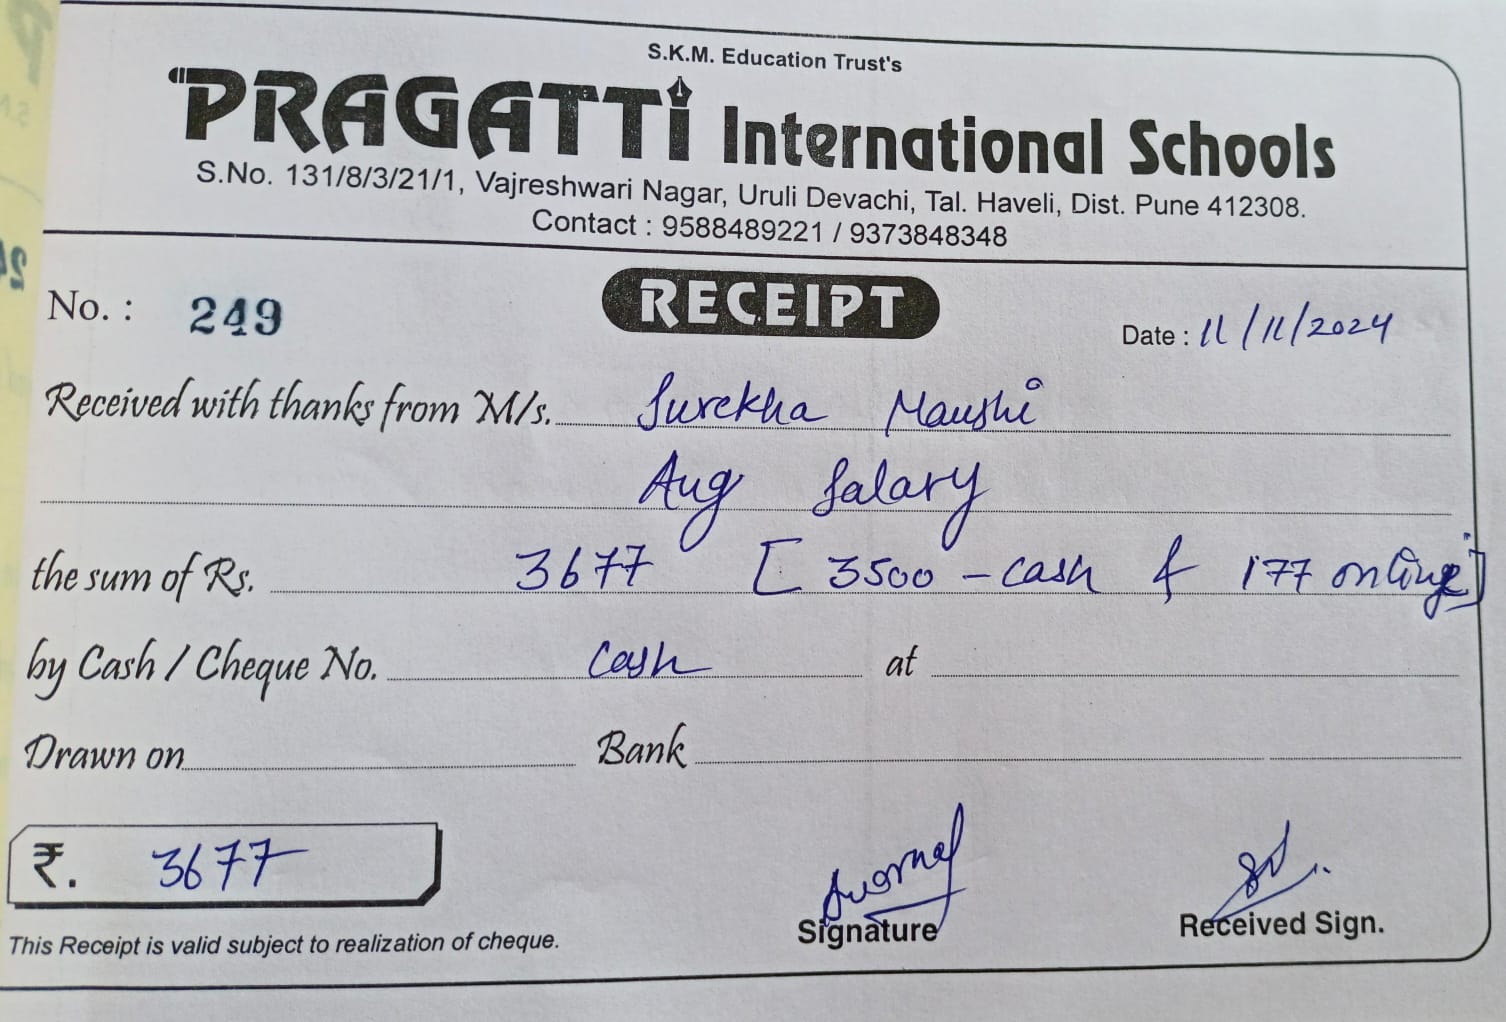 S.K.M. Education Trust's
PRAGATTi International Schools
S.No. 131/8/3/21/1, Vajreshwari Nagar, Uruli Devachi, Tal. Haveli, Dist. Pune 412308.
Contact : 9588489221 / 9373848348
No. : 249 RECEIPT Date : 11/11/2024
Received with thanks from M/s. Surekha Maushi
Aug Salary
the sum of Rs. 3677 [3500 - cash & 177 online]
by Cash / Cheque No. Cash at
Drawn on Bank
₹. 3677
Signature Received Sign.
This Receipt is valid subject to realization of cheque.